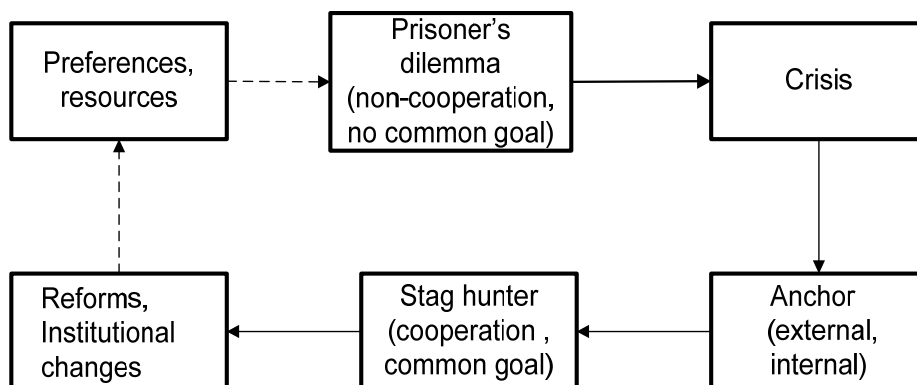 Preferences,
resources
Prisoner's
dilemma
(non-cooperation,
no common goal)
Crisis
Reforms,
Institutional
changes
Stag hunter
(cooperation ,
common goal)
Anchor
(external,
internal)